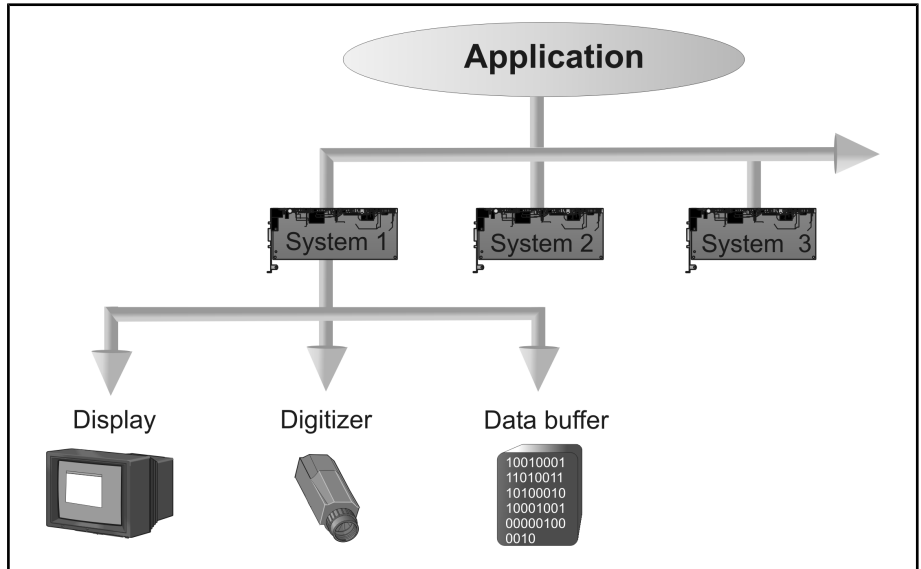 Application
System 1
System 2
System 3
Display
Digitizer
Data buffer
10010001
11010011
10100010
10001001
00000100
0010